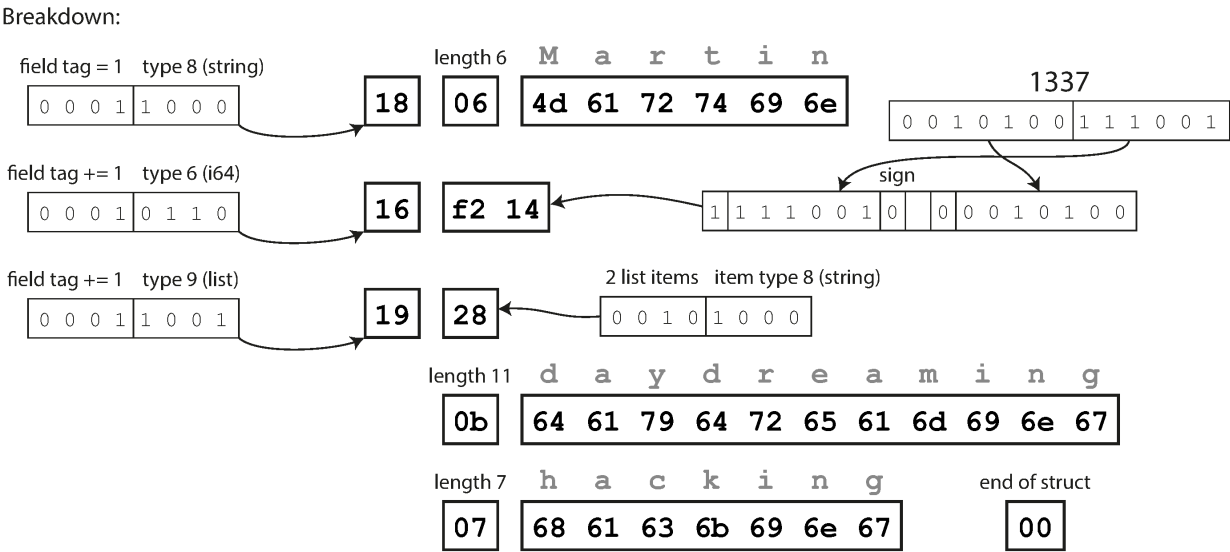 Breakdown:
length 6 M a r t i n
field tag = 1 type 8 (string)
0 0 0 1 1 0 0 0 18 06 4d 61 72 74 69 6e
1337
0 0 1 0 1 0 0 1 1 1 0 0 1
field tag += 1 type 6 (i64)
sign
0 0 0 1 0 1 1 0 16 f2 14 1 1 1 1 0 0 1 0 0 0 0 1 0 1 0 0
field tag += 1 type 9 (list)
2 list items item type 8 (string)
0 0 0 1 1 0 0 1 19 28 0 0 1 0 1 0 0 0
length 11 d a y d r e a m i n g
0b 64 61 79 64 72 65 61 6d 69 6e 67
length 7 h a c k i n g end of struct
07 68 61 63 6b 69 6e 67 00